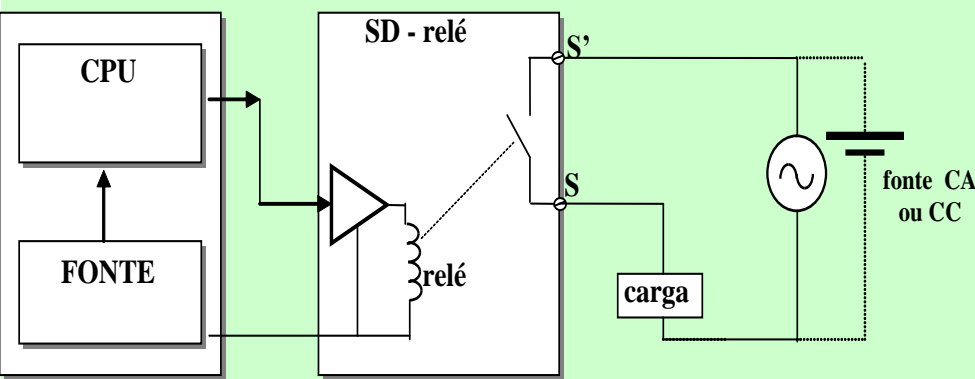 SD - relé
S’
CPU
S
fonte CA
ou CC
FONTE
relé
carga